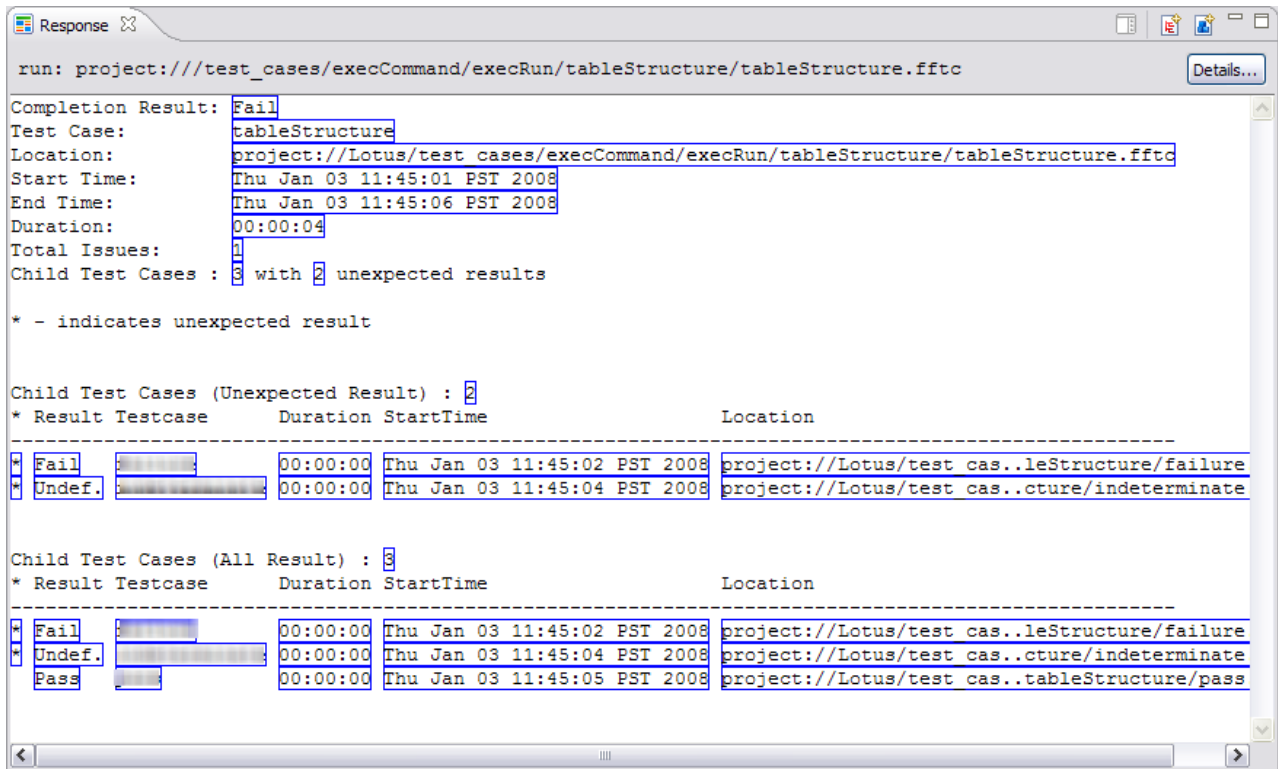 Response
run: project:///test_cases/execCommand/execRun/tableStructure/tableStructure.fftc Details...
Completion Result: Fail
Test Case: tableStructure
Location: project://Lotus/test_cases/execCommand/execRun/tableStructure/tableStructure.fftc
Start Time: Thu Jan 03 11:45:01 PST 2008
End Time: Thu Jan 03 11:45:06 PST 2008
Duration: 00:00:04
Total Issues: 1
Child Test Cases : 3 with 2 unexpected results
* - indicates unexpected result
Child Test Cases (Unexpected Result) : 2
* Result Testcase Duration StartTime Location
----------------------------------------------------------------------------------------------------
* Fail 00:00:00 Thu Jan 03 11:45:02 PST 2008 project://Lotus/test_cas..leStructure/failure
* Undef. 00:00:00 Thu Jan 03 11:45:04 PST 2008 project://Lotus/test_cas..cture/indeterminate
Child Test Cases (All Result) : 3
* Result Testcase Duration StartTime Location
----------------------------------------------------------------------------------------------------
* Fail 00:00:00 Thu Jan 03 11:45:02 PST 2008 project://Lotus/test_cas..leStructure/failure
* Undef. 00:00:00 Thu Jan 03 11:45:04 PST 2008 project://Lotus/test_cas..cture/indeterminate
Pass 00:00:00 Thu Jan 03 11:45:05 PST 2008 project://Lotus/test_cas..tableStructure/pass